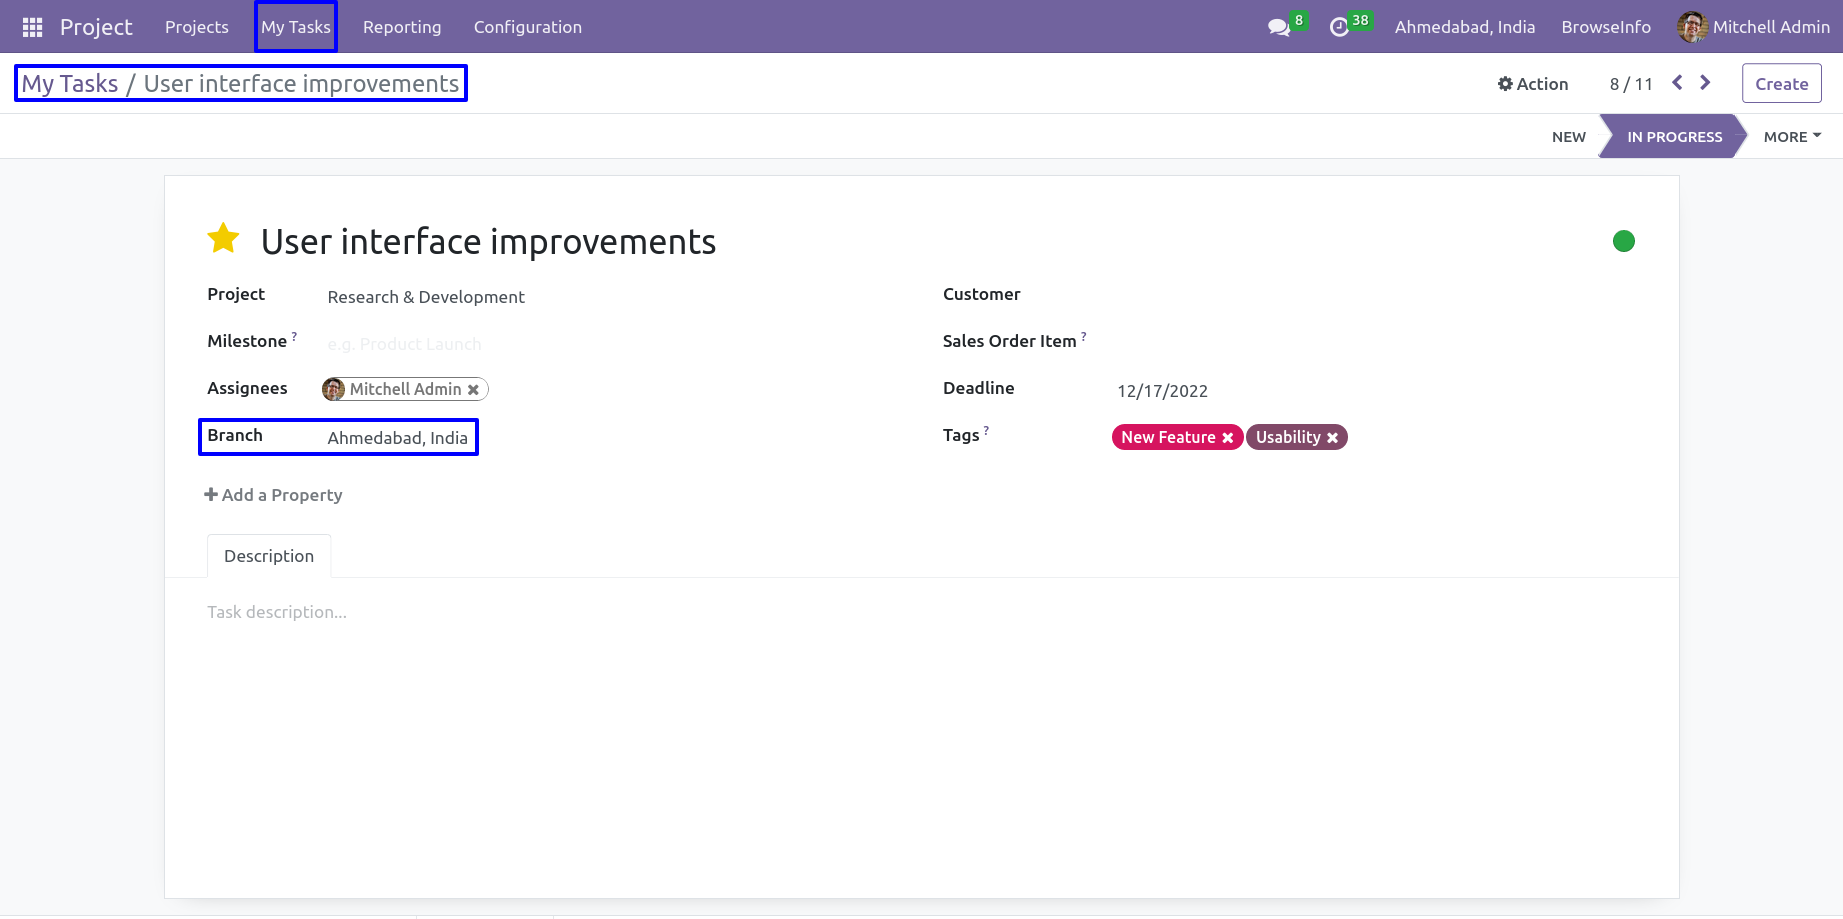 Project Projects My Tasks Reporting Configuration 8 38 Ahmedabad, India BrowseInfo Mitchell Admin
My Tasks / User interface improvements Action 8 / 11 Create
NEW IN PROGRESS MORE
User interface improvements
Project Research & Development Customer
Milestone ? e.g. Product Launch Sales Order Item ?
Assignees Mitchell Admin Deadline 12/17/2022
Branch Ahmedabad, India Tags ? New Feature Usability
Add a Property
Description
Task description...